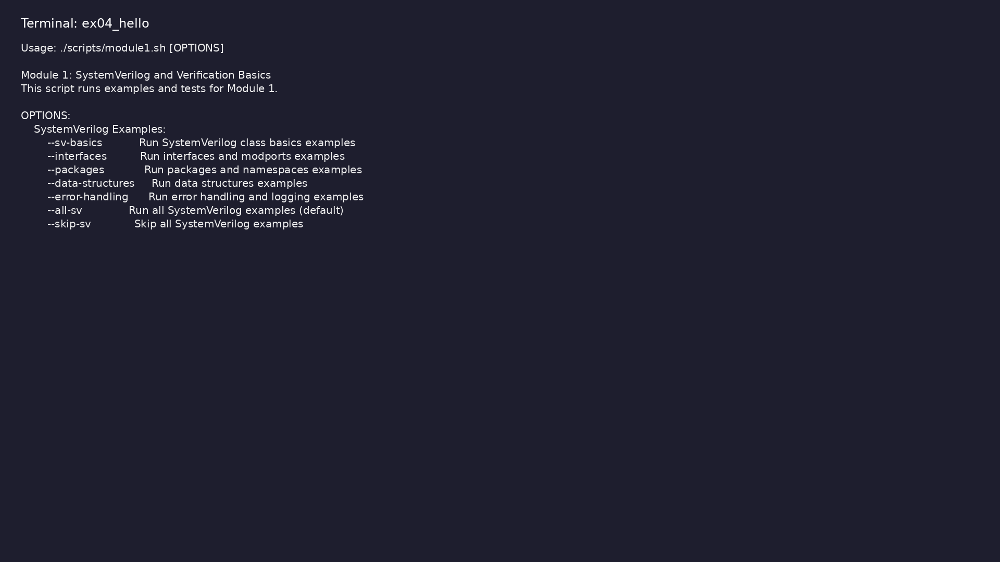 Terminal: ex04_hello
Usage: ./scripts/module1.sh [OPTIONS]
Module 1: SystemVerilog and Verification Basics
This script runs examples and tests for Module 1.
OPTIONS:
SystemVerilog Examples:
--sv-basics Run SystemVerilog class basics examples
--interfaces Run interfaces and modports examples
--packages Run packages and namespaces examples
--data-structures Run data structures examples
--error-handling Run error handling and logging examples
--all-sv Run all SystemVerilog examples (default)
--skip-sv Skip all SystemVerilog examples